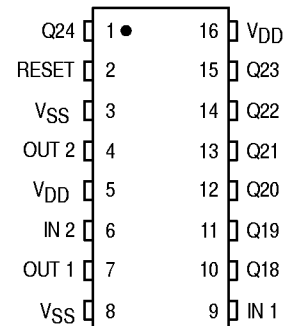 Q24 1 16 VDD
RESET 2 15 Q23
VSS 3 14 Q22
OUT 2 4 13 Q21
VDD 5 12 Q20
IN 2 6 11 Q19
OUT 1 7 10 Q18
VSS 8 9 IN 1